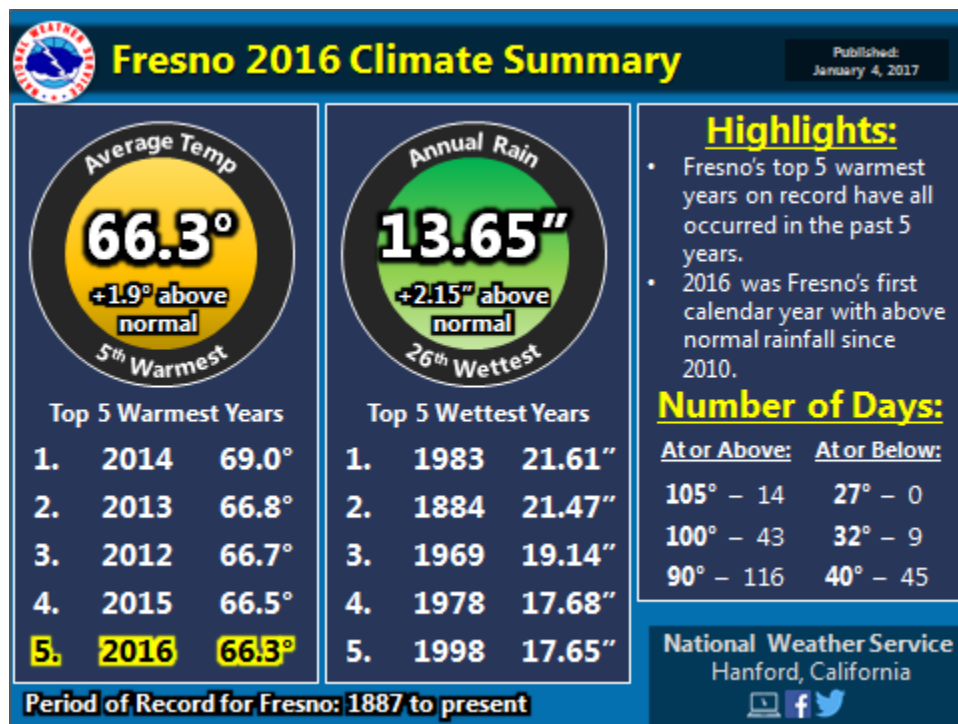 NATIONAL WEATHER SERVICE
Fresno 2016 Climate Summary
Published:
January 4, 2017
Average Temp
66.3°
+1.9° above
normal
5th Warmest
Top 5 Warmest Years
1. 2014 69.0°
2. 2013 66.8°
3. 2012 66.7°
4. 2015 66.5°
5. 2016 66.3°
Annual Rain
13.65”
+2.15” above
normal
26th Wettest
Top 5 Wettest Years
1. 1983 21.61”
2. 1884 21.47”
3. 1969 19.14”
4. 1978 17.68”
5. 1998 17.65”
Highlights:
• Fresno’s top 5 warmest
years on record have all
occurred in the past 5
years.
• 2016 was Fresno’s first
calendar year with above
normal rainfall since
2010.
Number of Days:
At or Above: At or Below:
105° – 14 27° – 0
100° – 43 32° – 9
90° – 116 40° – 45
National Weather Service
Hanford, California
Period of Record for Fresno: 1887 to present